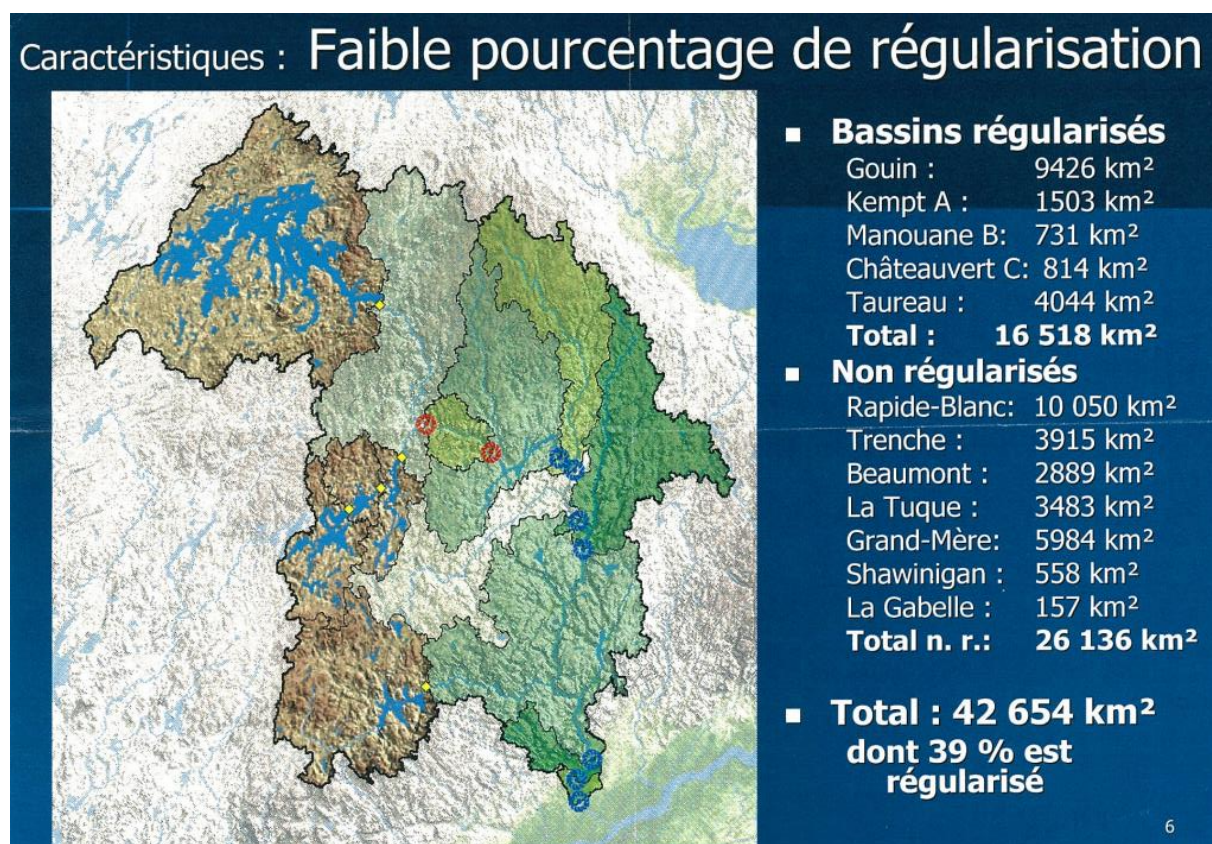 Caractéristiques : Faible pourcentage de régularisation
Bassins régularisés
Gouin : 9426 km²
Kempt A : 1503 km²
Manouane B: 731 km²
Châteauvert C: 814 km²
Taureau : 4044 km²
Total : 16 518 km²
Non régularisés
Rapide-Blanc: 10 050 km²
Trenche : 3915 km²
Beaumont : 2889 km²
La Tuque : 3483 km²
Grand-Mère: 5984 km²
Shawinigan : 558 km²
La Gabelle : 157 km²
Total n. r.: 26 136 km²
Total : 42 654 km²
dont 39 % est
régularisé
6